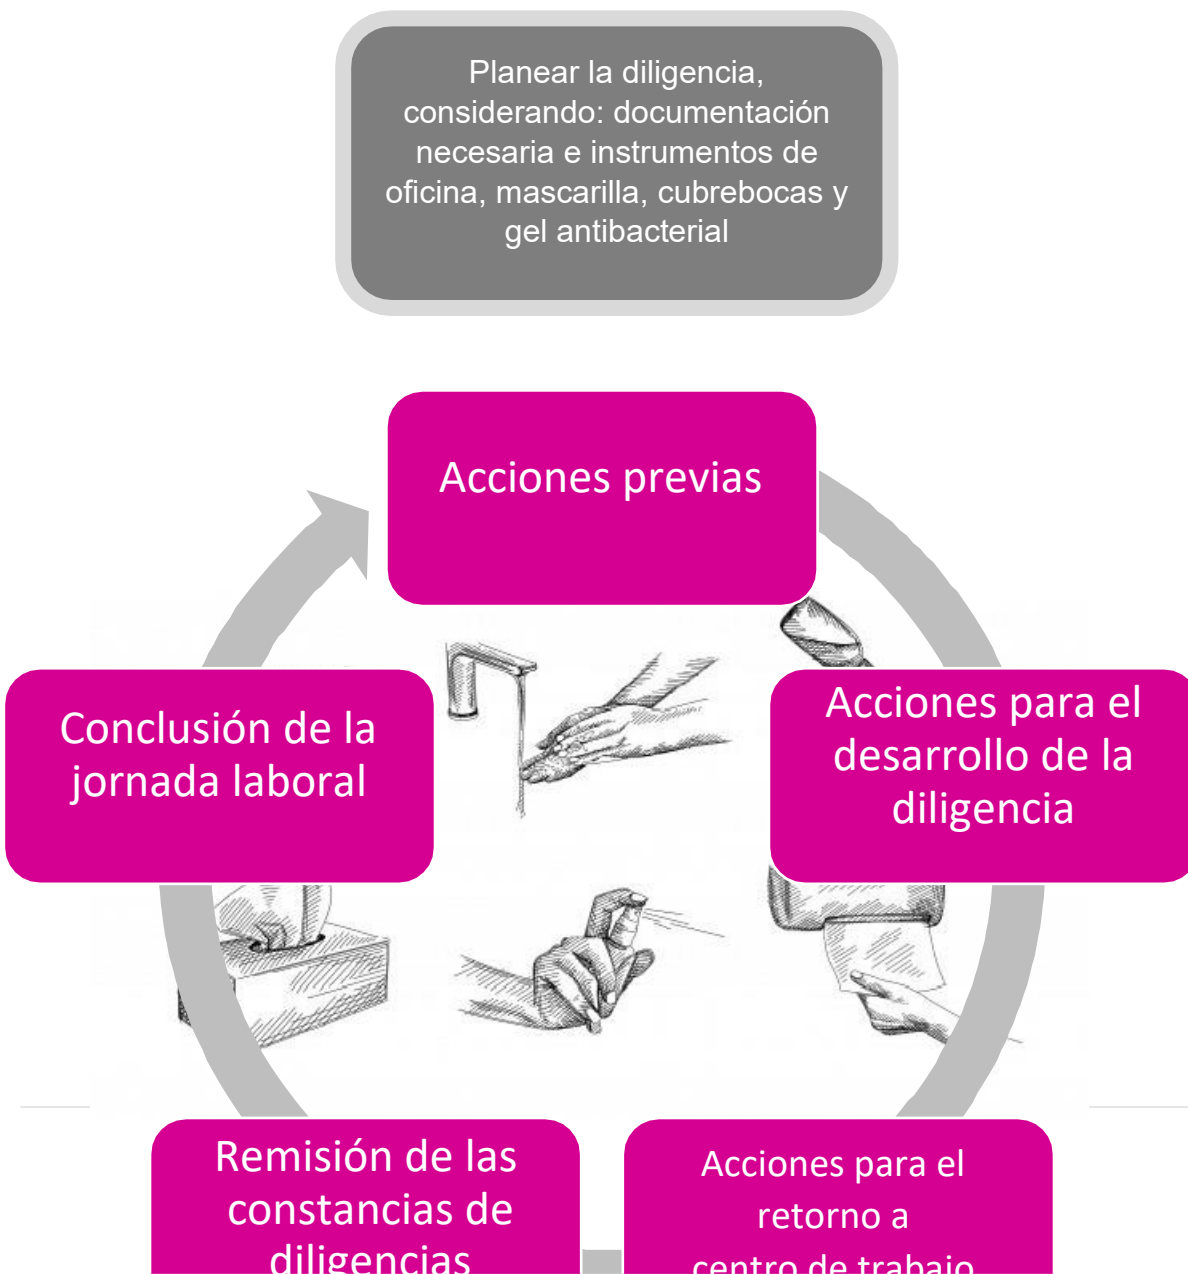 Planear la diligencia,
considerando: documentación
necesaria e instrumentos de
oficina, mascarilla, cubrebocas y
gel antibacterial
Acciones previas
Acciones para el
desarrollo de la
diligencia
Acciones para el
retorno a
centro de trabajo
Remisión de las
constancias de
diligencias
Conclusión de la
jornada laboral